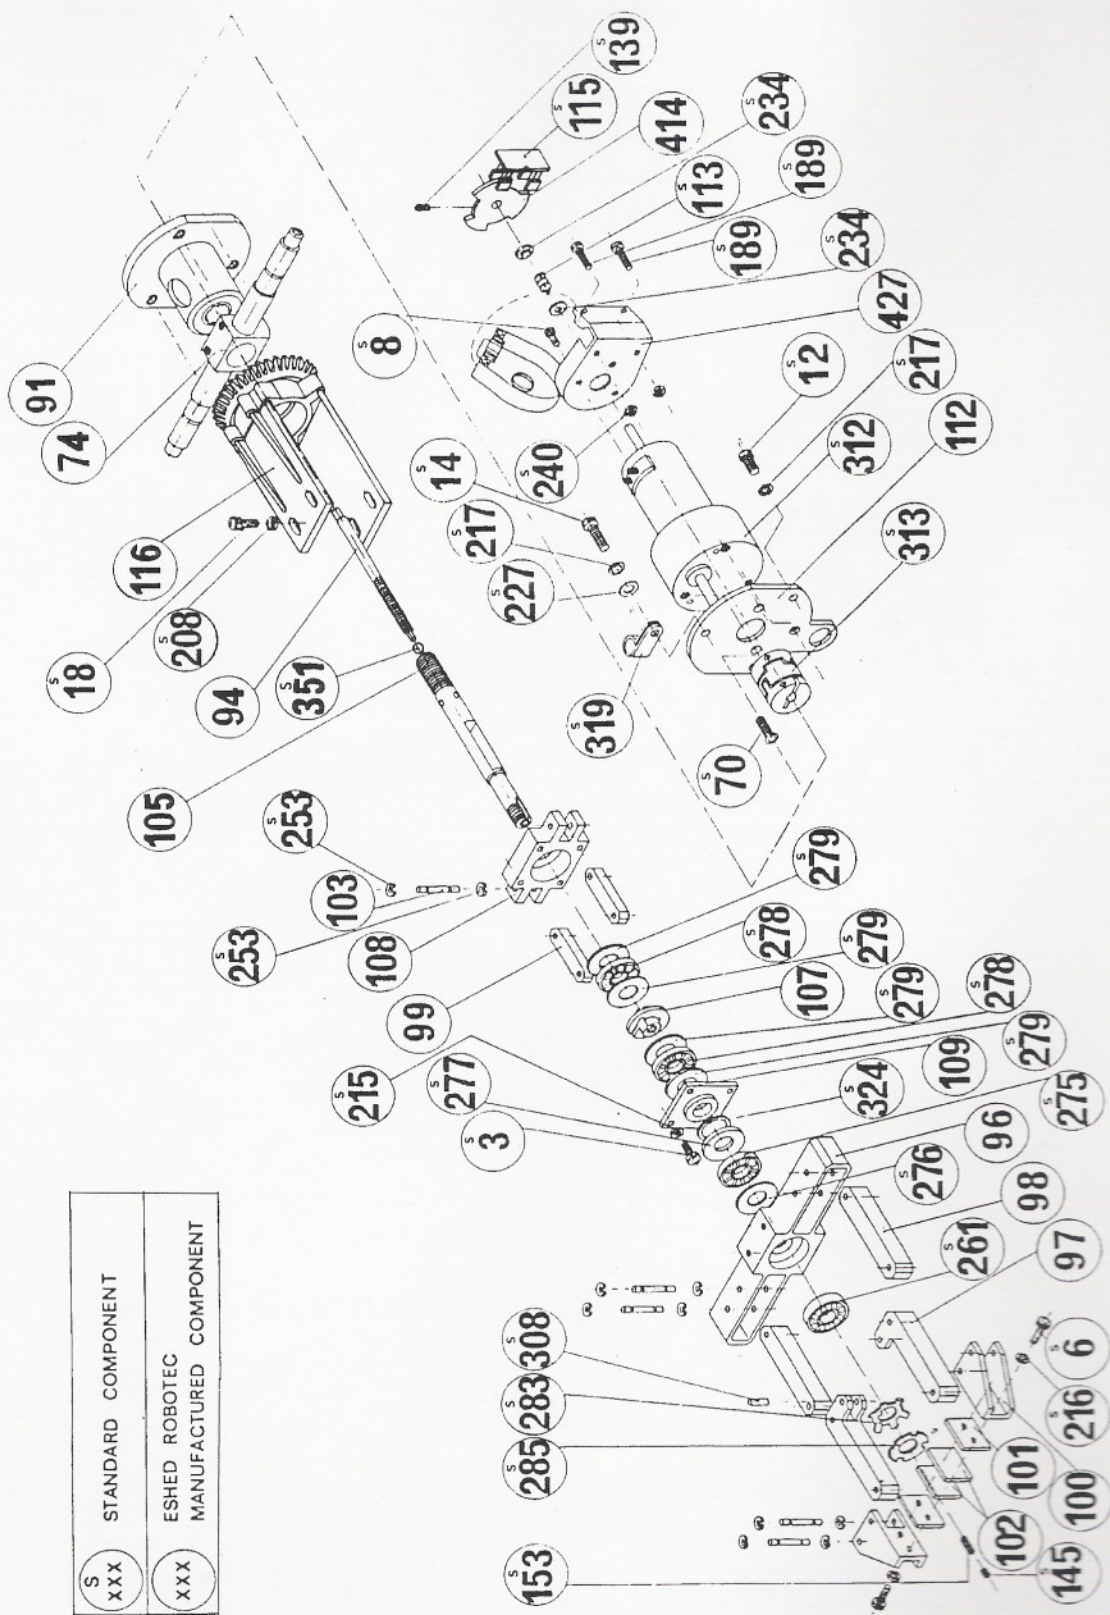 S
XXX
STANDARD COMPONENT
XXX
ESHED ROBOTEC
MANUFACTURED COMPONENT
91
74
116
S
208
S
18
94
S
351
105
S
253
103
S
253
108
99
S
215
S
277
S
3
S
139
S
115
414
S
234
S
113
S
189
S
189
S
234
427
S
8
S
12
S
217
S
240
S
14
S
217
S
227
S
312
112
S
313
S
319
S
70
S
279
S
278
S
279
107
S
279
S
278
S
279
109
S
324
S
275
96
S
276
98
S
261
97
S
308
S
283
S
285
S
153
S
6
S
216
101
100
102
S
145